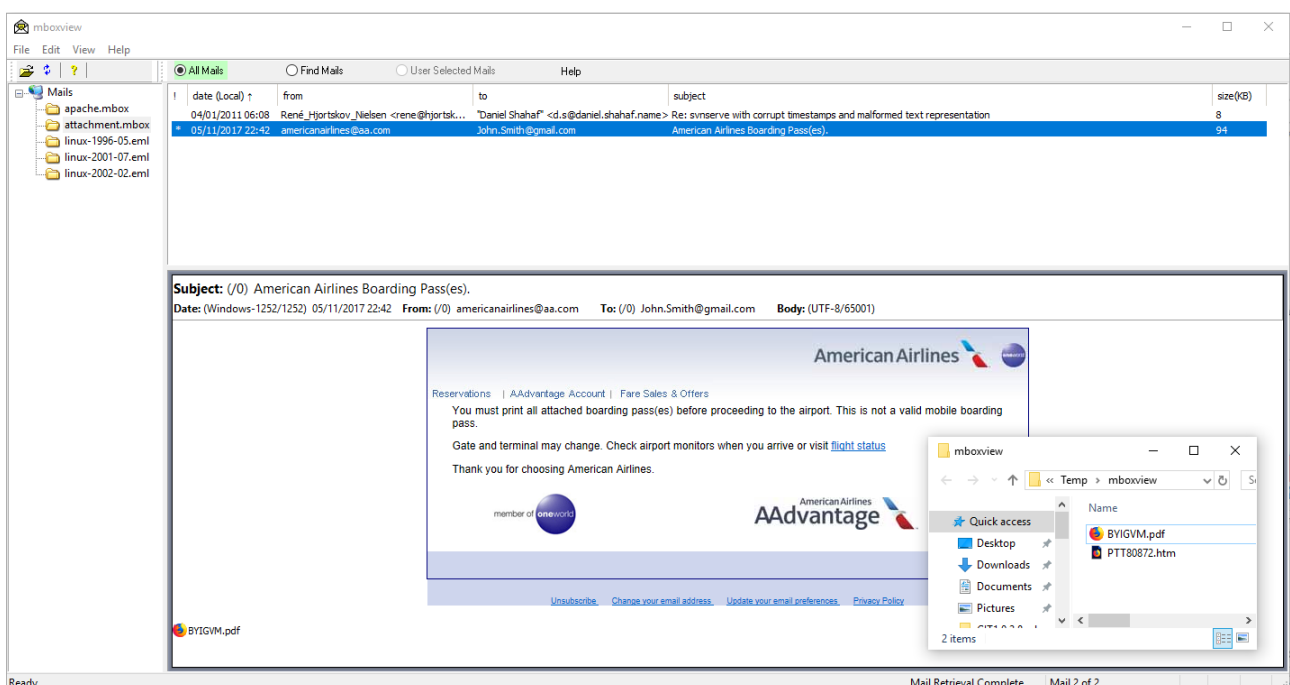 mboxview
File Edit View Help
All Mails Find Mails User Selected Mails Help
Mails
apache.mbox
attachment.mbox
linux-1996-05.eml
linux-2001-07.eml
linux-2002-02.eml
! date (Local) ↑ from to subject size(KB)
04/01/2011 06:08 René_Hjortskov_Nielsen <rene@hjortsk... "Daniel Shahaf" <d.s@daniel.shahaf.name> Re: svnserve with corrupt timestamps and malformed text representation 8
* 05/11/2017 22:42 americanairlines@aa.com John.Smith@gmail.com American Airlines Boarding Pass(es). 94
Subject: (/0) American Airlines Boarding Pass(es).
Date: (Windows-1252/1252) 05/11/2017 22:42 From: (/0) americanairlines@aa.com To: (/0) John.Smith@gmail.com Body: (UTF-8/65001)
American Airlines oneworld
Reservations | AAdvantage Account | Fare Sales & Offers
You must print all attached boarding pass(es) before proceeding to the airport. This is not a valid mobile boarding
pass.
Gate and terminal may change. Check airport monitors when you arrive or visit flight status
Thank you for choosing American Airlines.
member of oneworld
American Airlines
AAdvantage
Unsubscribe Change your email address Update your email preferences Privacy Policy
BYIGVM.pdf
mboxview
« Temp › mboxview
Quick access
Desktop
Downloads
Documents
Pictures
Name
BYIGVM.pdf
PTT80872.htm
2 items
Ready Mail Retrieval Complete Mail 2 of 2